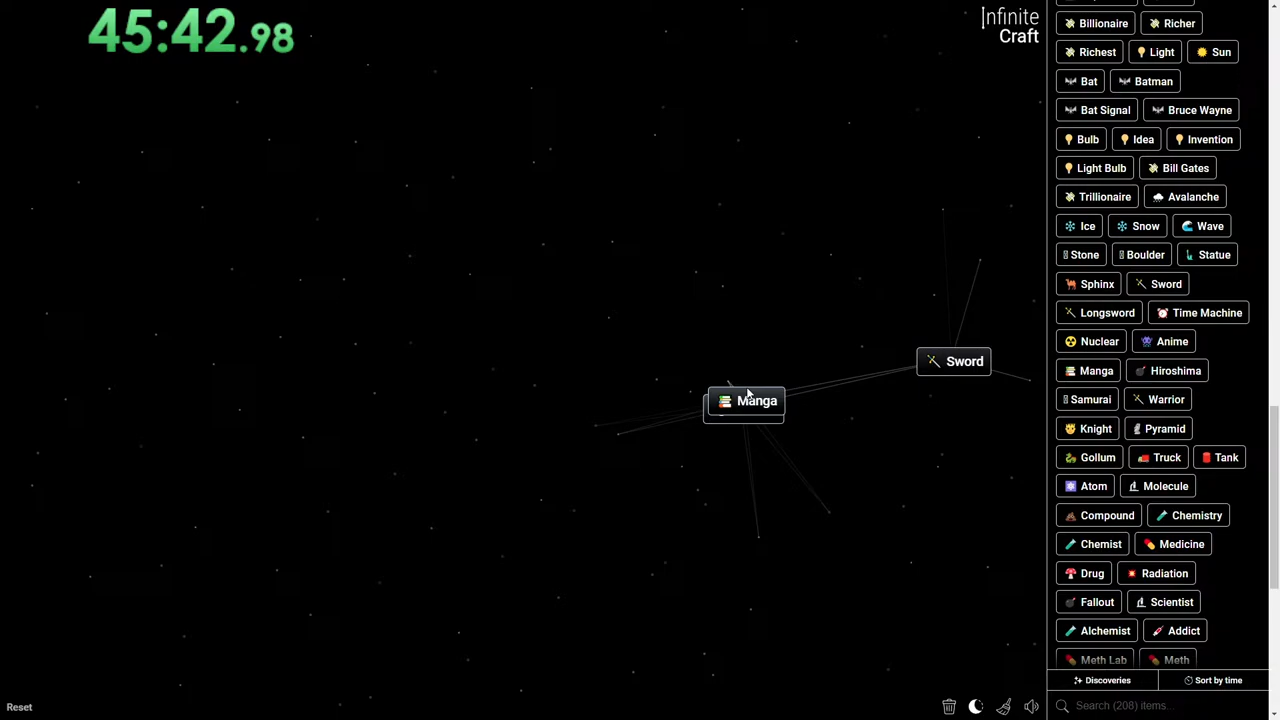 45:42.98
Infinite
Craft
Manga
Sword
Billionaire Richer
Richest Light Sun
Bat Batman
Bat Signal Bruce Wayne
Bulb Idea Invention
Light Bulb Bill Gates
Trillionaire Avalanche
Ice Snow Wave
Stone Boulder Statue
Sphinx Sword
Longsword Time Machine
Nuclear Anime
Manga Hiroshima
Samurai Warrior
Knight Pyramid
Gollum Truck Tank
Atom Molecule
Compound Chemistry
Chemist Medicine
Drug Radiation
Fallout Scientist
Alchemist Addict
Meth Lab Meth
Discoveries Sort by time
Reset
Search (208) items...